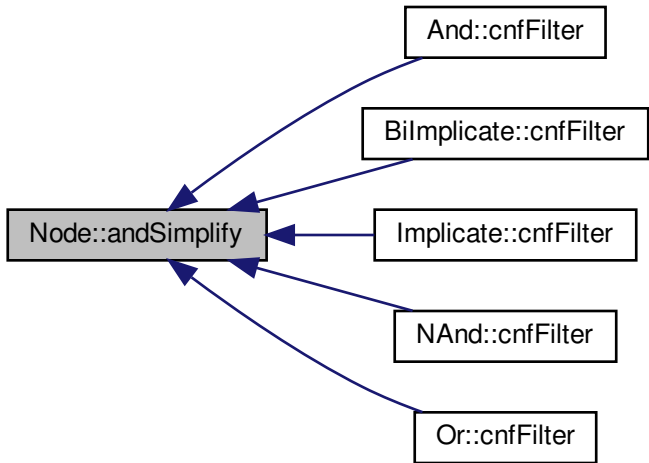 And::cnfFilter
BiImplicate::cnfFilter
Node::andSimplify
Implicate::cnfFilter
NAnd::cnfFilter
Or::cnfFilter